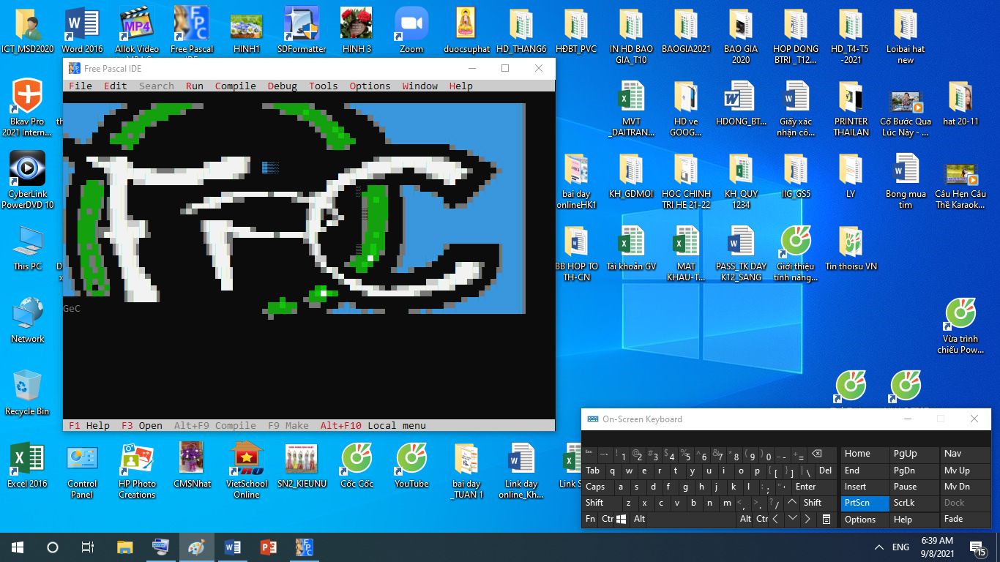 ICT_MSD2020
Word 2016
Allok Video
Free Pascal
HINH1
SDFormatter
HINH 3
Zoom
duocsuphat
HD_THANG6
HĐBT_PVC
IN HD BAO
GIA_T10
BAOGIA2021
BAO GIA
2020
HOP DONG
BTRI _T12...
HD_T4-T5
-2021
Loibai hat
new
Free Pascal IDE
File Edit Search Run Compile Debug Tools Options Window Help
GeC
F1 Help F3 Open Alt+F9 Compile F9 Make Alt+F10 Local menu
Bkav Pro
2021 Intern...
MVT
_DAITRAN...
HD ve
GOOG...
HDONG_BT...
Giấy xác
nhận có...
PRINTER
THAILAN
Cố Bước Qua
Lúc Này - ...
hat 20-11
CyberLink
PowerDVD 10
bai day
onlineHK1
KH_GDMOI
HOC CHINH
TRI HE 21-22
KH_QUY
1234
IIG_GS5
LY
Bong mua
tim
Câu Hẹn Câu
Thề Karaok...
This PC
BB HOP TO
TH-CN
Tài khoản GV
MAT
KHAU-T...
PASS_TK DAY
K12_SANG
Giới thiệu
tính năng...
Tin thoisu VN
Network
Vừa trình
chiếu Pow...
Recycle Bin
On-Screen Keyboard
Esc ~ ` ! 1 @ 2 # 3 $ 4 % 5 ^ 6 & 7 * 8 ( 9 ) 0 _ - + = Home PgUp Nav
Tab q w e r t y u i o p { [ } ] | \ Del End PgDn Mv Up
Caps a s d f g h j k l : ; " ' Enter Insert Pause Mv Dn
Shift z x c v b n m < , > . ? / Shift PrtScn ScrLk Dock
Fn Ctr Alt Alt Ctr Options Help Fade
Excel 2016
Control
Panel
HP Photo
Creations
CMSNhat
VietSchool
Online
SN2_KIEUNU
Cốc Cốc
YouTube
bai day
_TUAN 1
Link day
online_Kh...
Link S
ENG
6:39 AM
9/8/2021
15